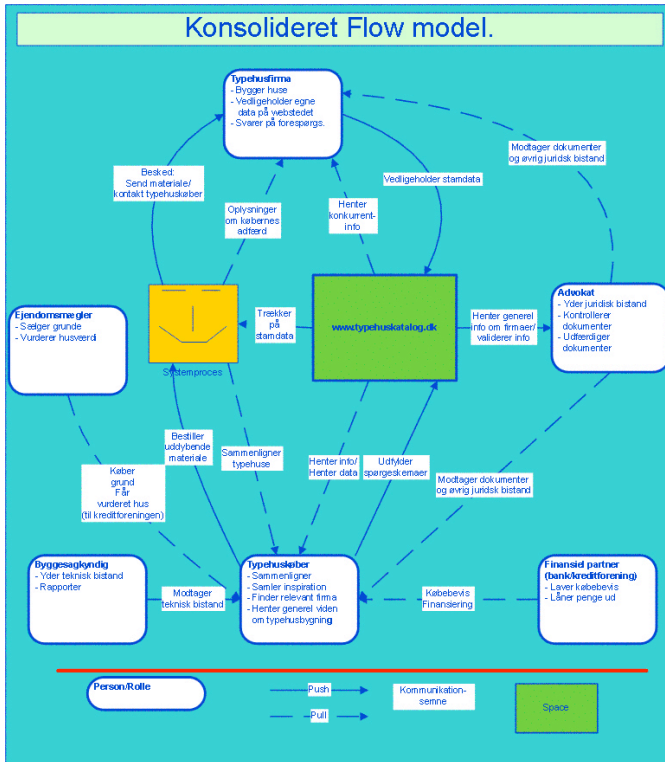 Konsolideret Flow model.
Typehusfirma
- Bygger huse
- Vedligeholder egne
data på webstedet
- Svarer på forespørgs.
Modtager dokumenter
og øvrig juridsk bistand
Besked:
Send materiale/
kontakt typehuskøber
Vedligeholder stamdata
Oplysninger
om købernes
adfærd
Henter
konkurrent-
info
Ejendomsmægler
- Sælger grunde
- Vurderer husværdi
Systemproces
Trækker
på
stamdata
www.typehuskatalog.dk
Henter generel
info om firmaer/
validerer info
Advokat
- Yder juridisk bistand
- Kontrollerer
dokumenter
- Udfærdiger
dokumenter
Bestiller
uddybende
materiale
Sammenligner
typehuse
Henter info/
Henter data
Udfylder
spørgeskemaer
Modtager dokumenter
og øvrig juridsk bistand
Køber
grund
Får
vurderet hus
(til kreditforeningen)
Byggesagkyndig
- Yder teknisk bistand
- Rapporter
Modtager
teknisk bistand
Typehuskøber
- Sammenligner
- Samler inspiration
- Finder relevant firma
- Henter generel viden
om typehusbygning
Købebevis
Finansiering
Finansiel partner
(bank/kreditforening)
- Laver købebevis
- Låner penge ud
Person/Rolle
Push
Pull
Kommunikation-
semne
Space